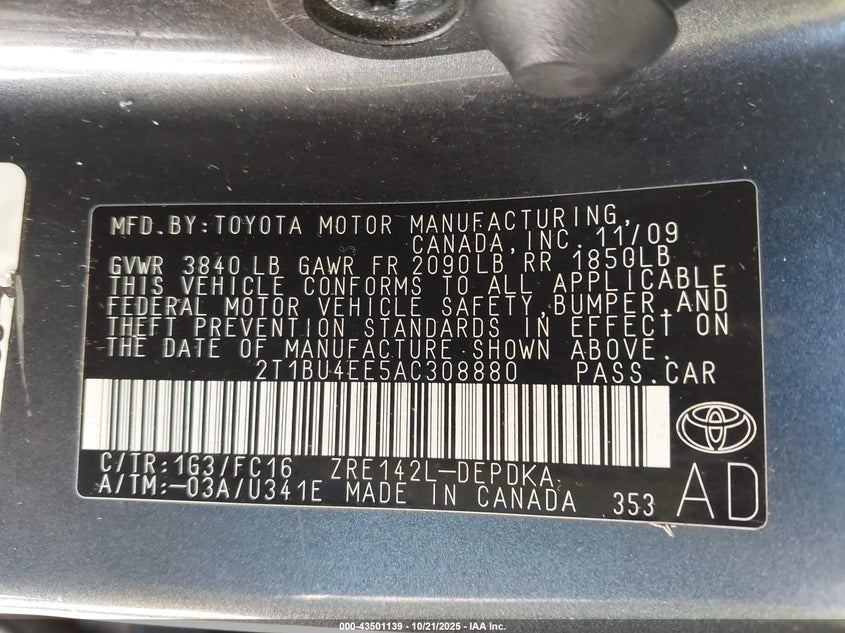 MFD.BY:TOYOTA MOTOR MANUFACTURING,
CANADA,INC. 11/09
GVWR 3840 LB GAWR FR 2090LB RR 1850LB
THIS VEHICLE CONFORMS TO ALL APPLICABLE
FEDERAL MOTOR VEHICLE SAFETY,BUMPER,AND
THEFT PREVENTION STANDARDS IN EFFECT ON
THE DATE OF MANUFACTURE SHOWN ABOVE.
2T1BU4EE5AC308880 PASS.CAR
C/TR:1G3/FC16 ZRE142L-DEPDKA
A/TM:-03A/U341E MADE IN CANADA 353 AD
000-43501139 - 10/21/2025 - IAA Inc.